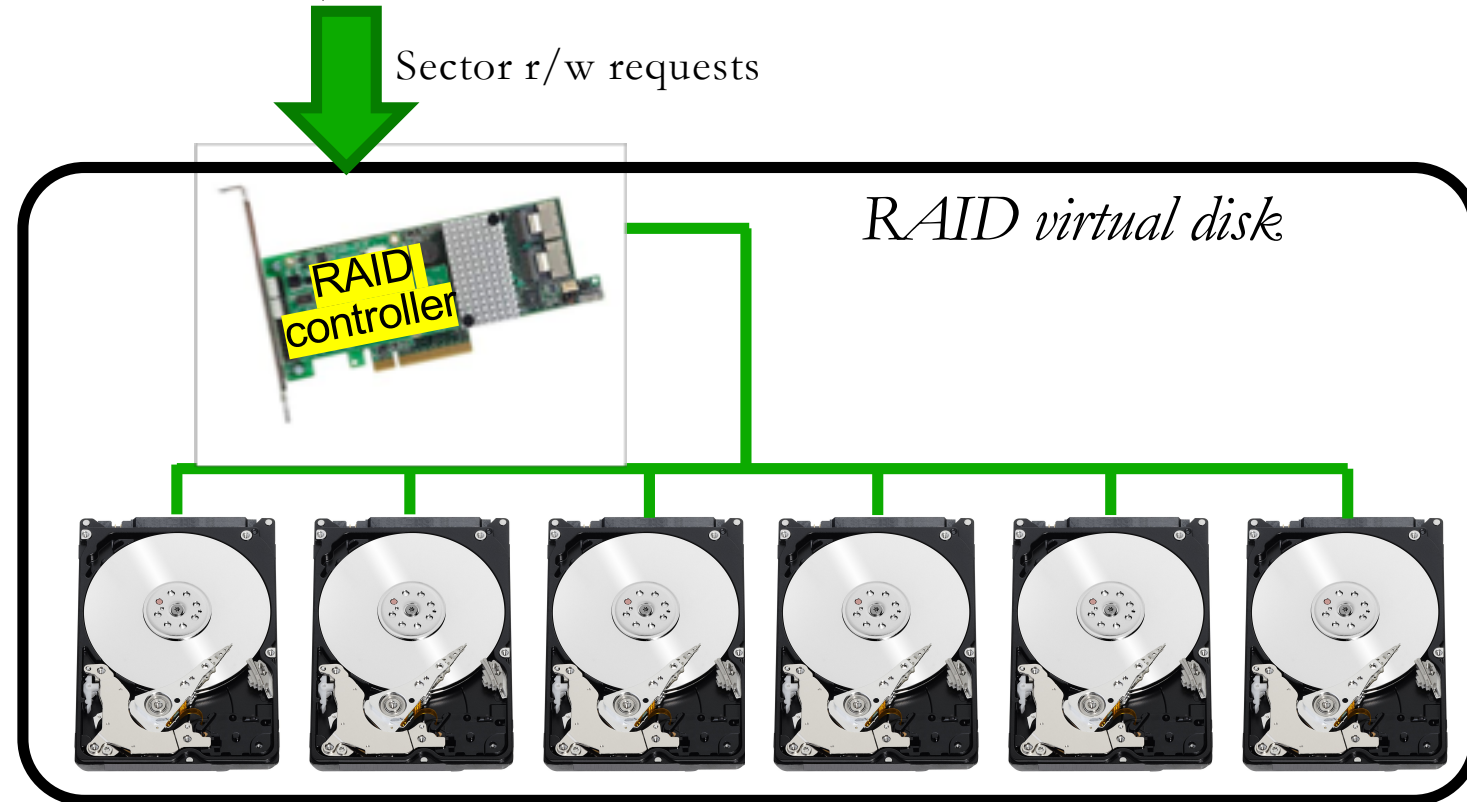 Sector r/w requests
RAID virtual disk
RAID
controller